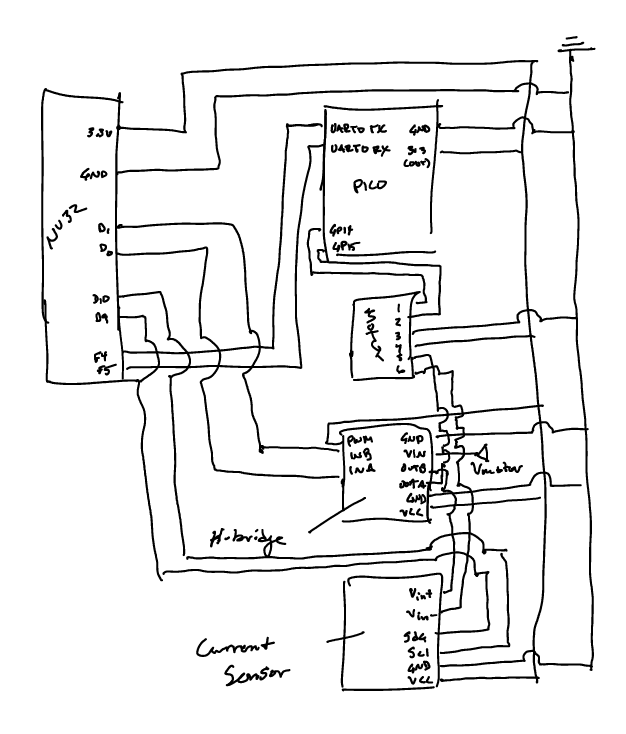 3.3V
GND
NU32
D1
D0
D10
D9
F4
F5
UART0 TX GND
UART0 RX 3V3
(OUT)
PICO
GP14
GP15
1
2
3
4
5
6
PWM GND
INB VIN
INA OUTB
OUTA
GND
VCC
Vmotor
H-bridge
Vin+
Vin-
Sda
Scl
GND
VCC
Current
Sensor